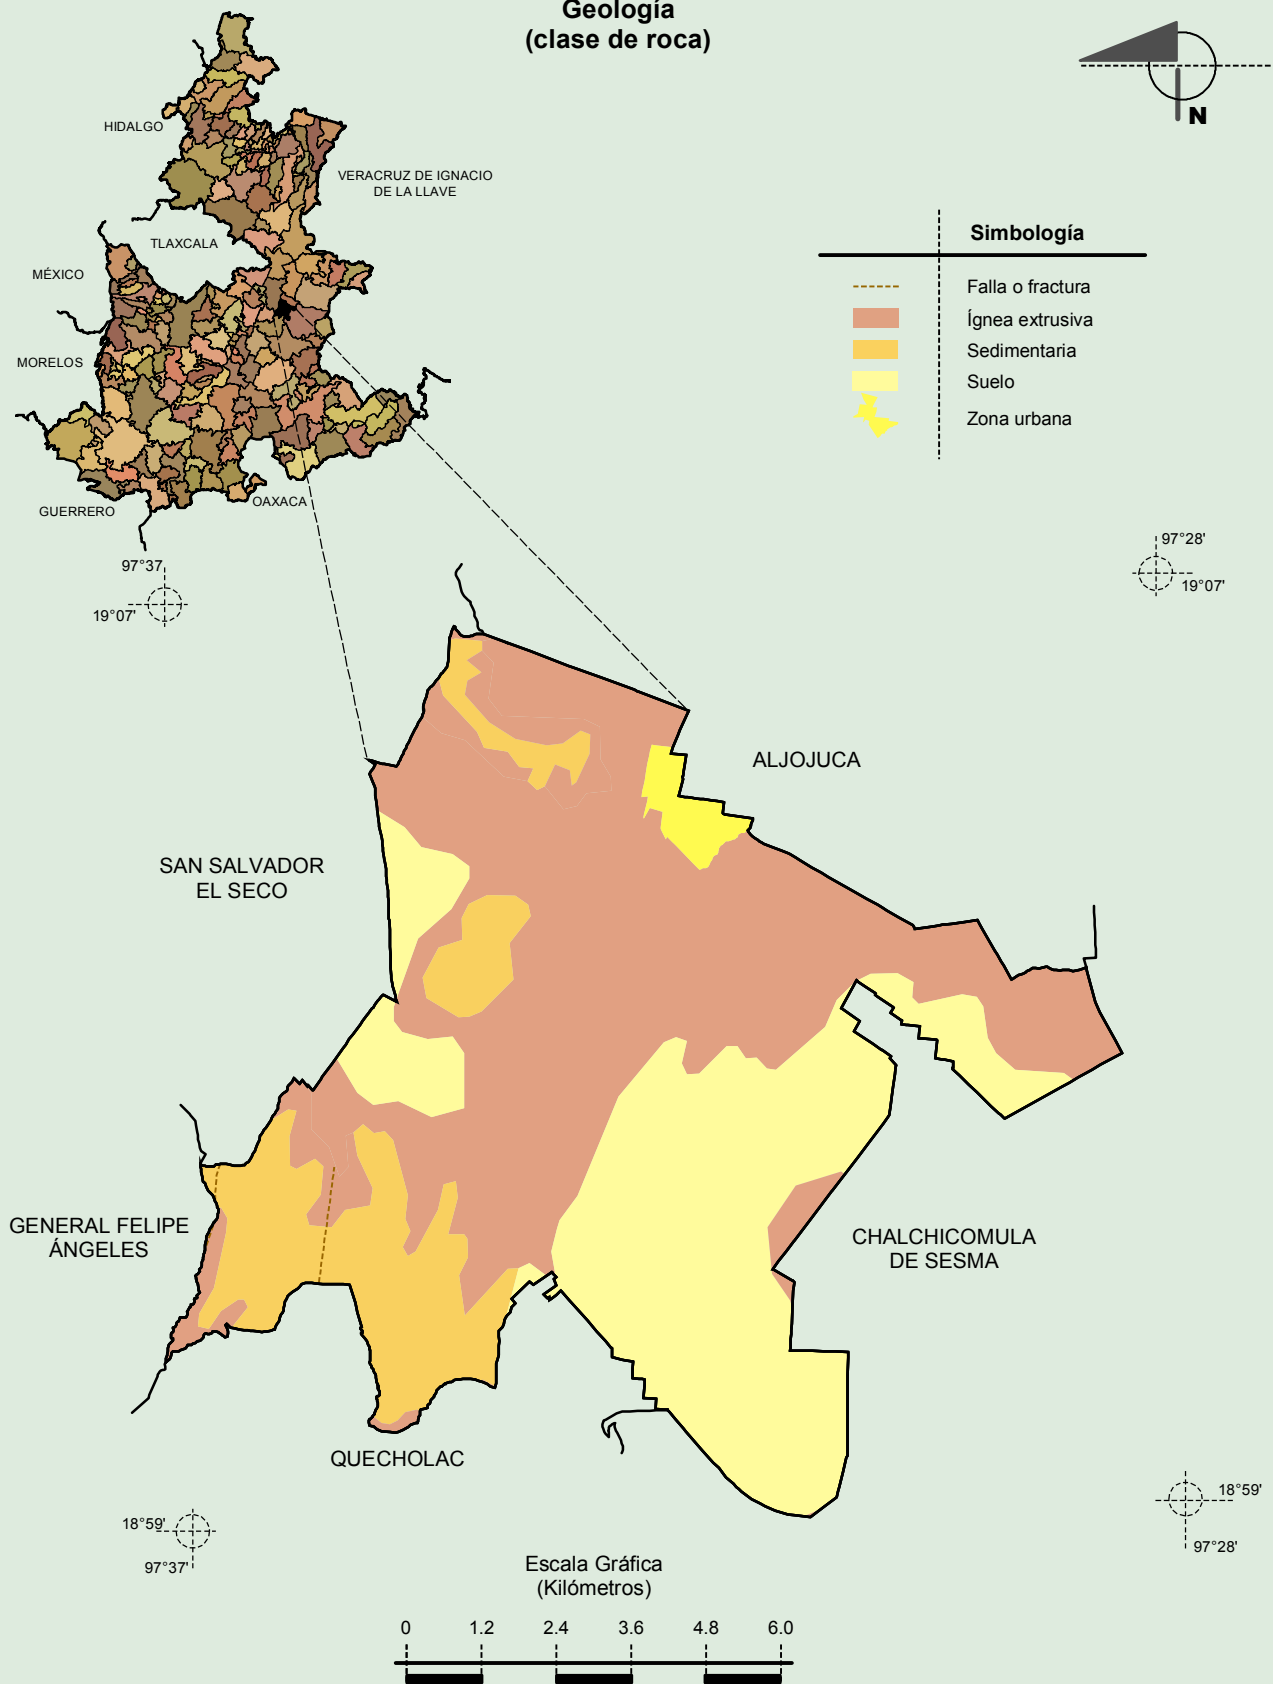 Geología
(clase de roca)
N
HIDALGO
VERACRUZ DE IGNACIO
DE LA LLAVE
TLAXCALA
MÉXICO
MORELOS
GUERRERO
OAXACA
Simbología
Falla o fractura
Ígnea extrusiva
Sedimentaria
Suelo
Zona urbana
97°37'
19°07'
97°28'
19°07'
ALJOJUCA
SAN SALVADOR
EL SECO
GENERAL FELIPE
ÁNGELES
CHALCHICOMULA
DE SESMA
QUECHOLAC
18°59'
97°37'
18°59'
97°28'
Escala Gráfica
(Kilómetros)
0 1.2 2.4 3.6 4.8 6.0